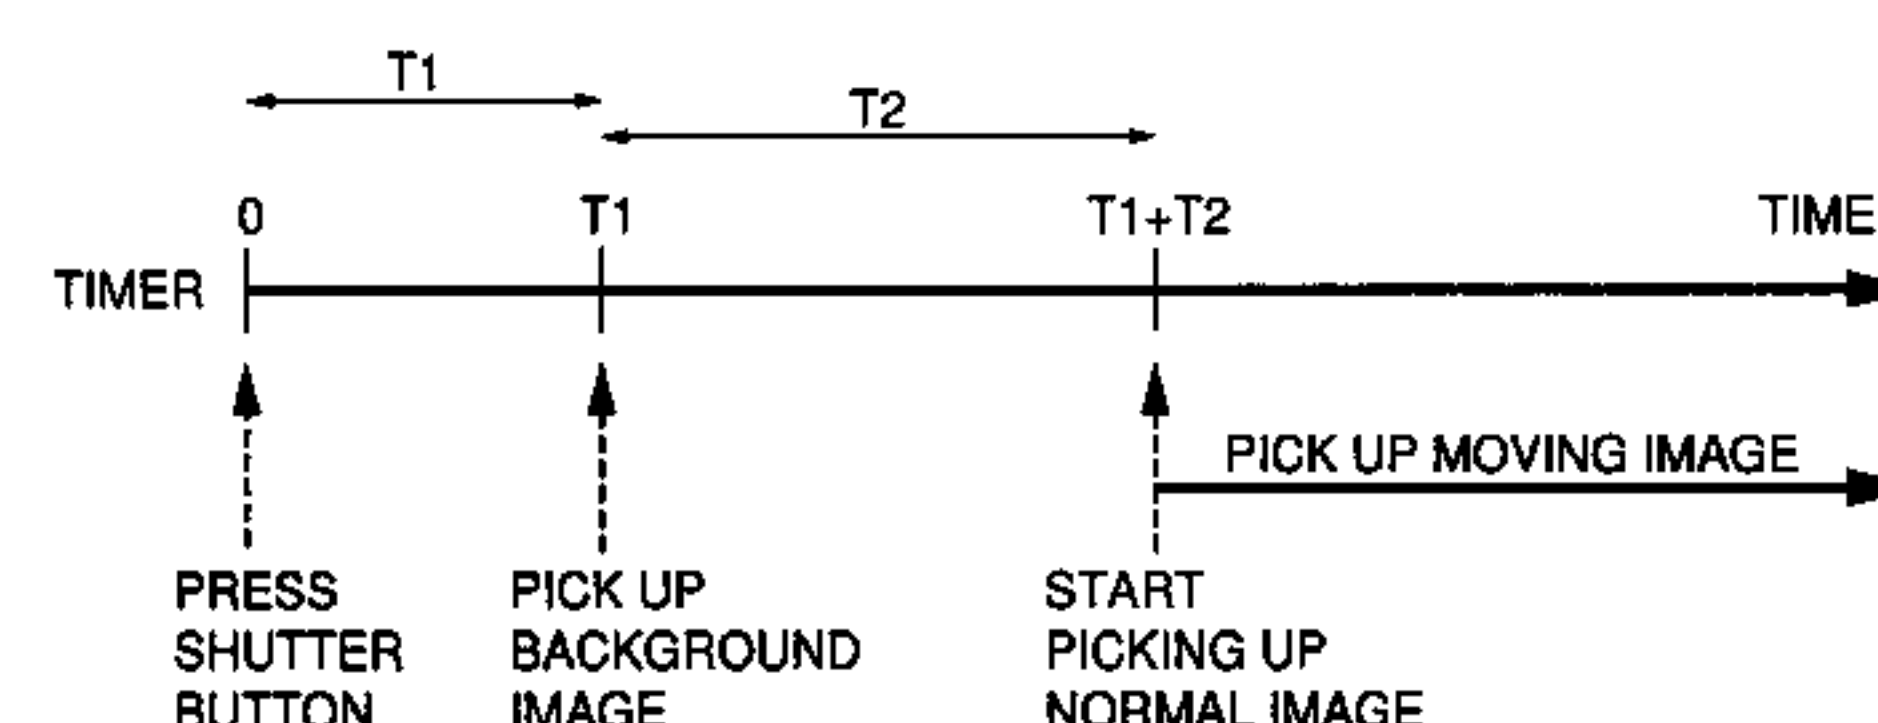 T1
T2
0 T1 T1+T2 TIME
TIMER
PICK UP MOVING IMAGE
PRESS PICK UP START
SHUTTER BACKGROUND PICKING UP
BUTTON IMAGE NORMAL IMAGE